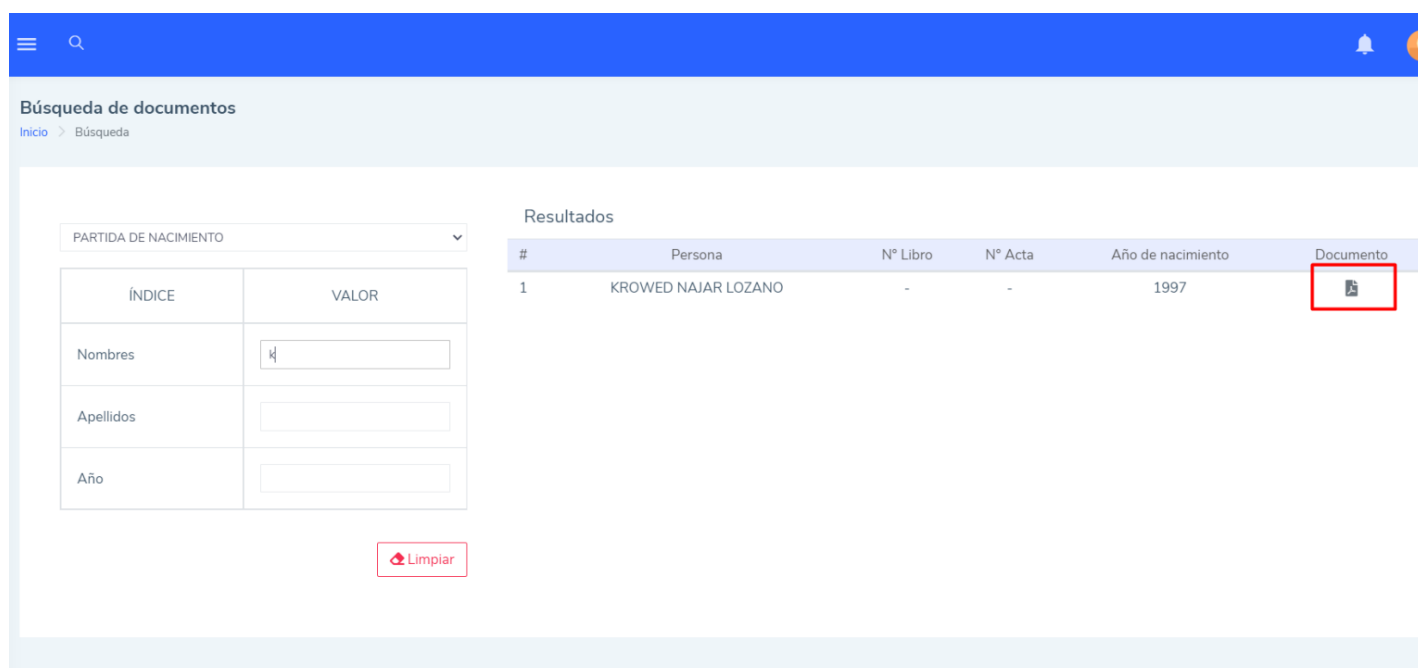 Búsqueda de documentos
Inicio > Búsqueda
PARTIDA DE NACIMIENTO
ÍNDICE VALOR
Nombres k
Apellidos
Año
Limpiar
Resultados
# Persona N° Libro N° Acta Año de nacimiento Documento
1 KROWED NAJAR LOZANO - - 1997